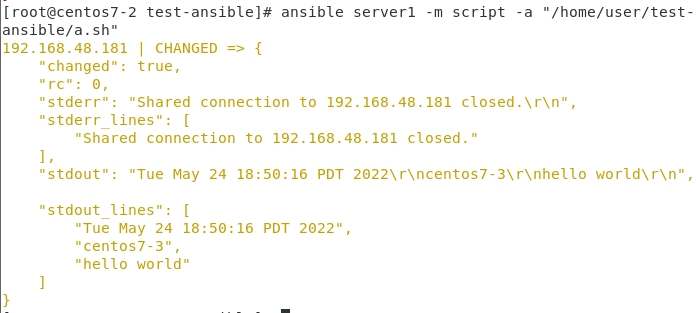 [root@centos7-2 test-ansible]# ansible server1 -m script -a "/home/user/test-
ansible/a.sh"
192.168.48.181 | CHANGED => {
    "changed": true,
    "rc": 0,
    "stderr": "Shared connection to 192.168.48.181 closed.\r\n",
    "stderr_lines": [
        "Shared connection to 192.168.48.181 closed."
    ],
    "stdout": "Tue May 24 18:50:16 PDT 2022\r\ncentos7-3\r\nhello world\r\n",
    "stdout_lines": [
        "Tue May 24 18:50:16 PDT 2022",
        "centos7-3",
        "hello world"
    ]
}